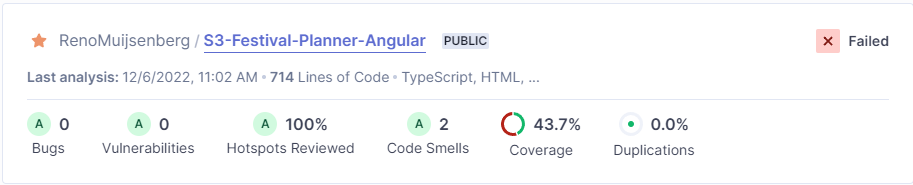 RenoMuijsenberg / S3-Festival-Planner-Angular PUBLIC Failed
Last analysis: 12/6/2022, 11:02 AM • 714 Lines of Code • TypeScript, HTML, ...
A 0 A 0 A 100% A 2 43.7% 0.0%
Bugs Vulnerabilities Hotspots Reviewed Code Smells Coverage Duplications